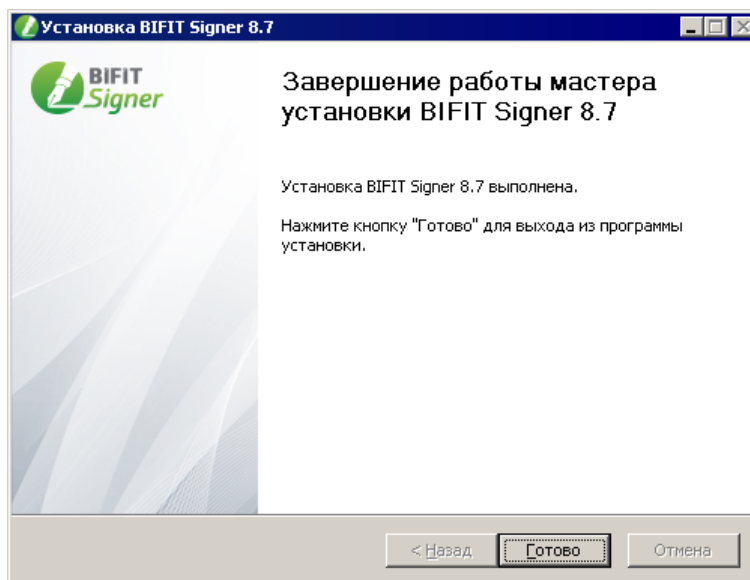 Установка BIFIT Signer 8.7
BIFIT
Signer
Завершение работы мастера
установки BIFIT Signer 8.7
Установка BIFIT Signer 8.7 выполнена.
Нажмите кнопку "Готово" для выхода из программы
установки.
< Назад
Готово
Отмена